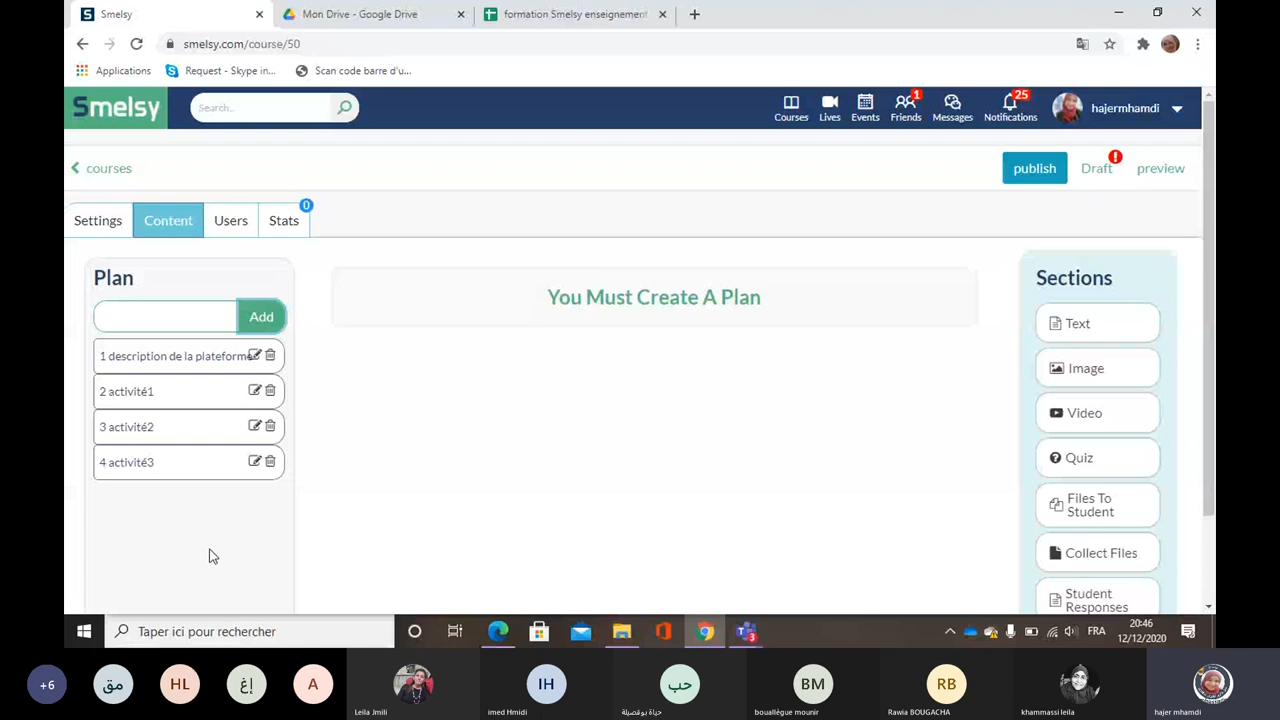 Smelsy
Mon Drive - Google Drive
formation Smelsy enseignement
smelsy.com/course/50
Applications
Request - Skype in...
Scan code barre d'u...
Smelsy
Search..
Courses
Lives
Events
1
Friends
Messages
25
Notifications
hajermhamdi
courses
publish
Draft
!
preview
Settings
Content
Users
Stats
0
Plan
Add
1 description de la plateforme
2 activité1
3 activité2
4 activité3
You Must Create A Plan
Sections
Text
Image
Video
Quiz
Files To
Student
Collect Files
Student
Responses
Taper ici pour rechercher
3
FRA
20:46
12/12/2020
+6
مق
HL
إغ
A
Leila Jmili
IH
imed Hmidi
حب
حياة بوفصيلة
BM
bouallègue mounir
RB
Rawia BOUGACHA
khammassi leila
hajer mhamdi